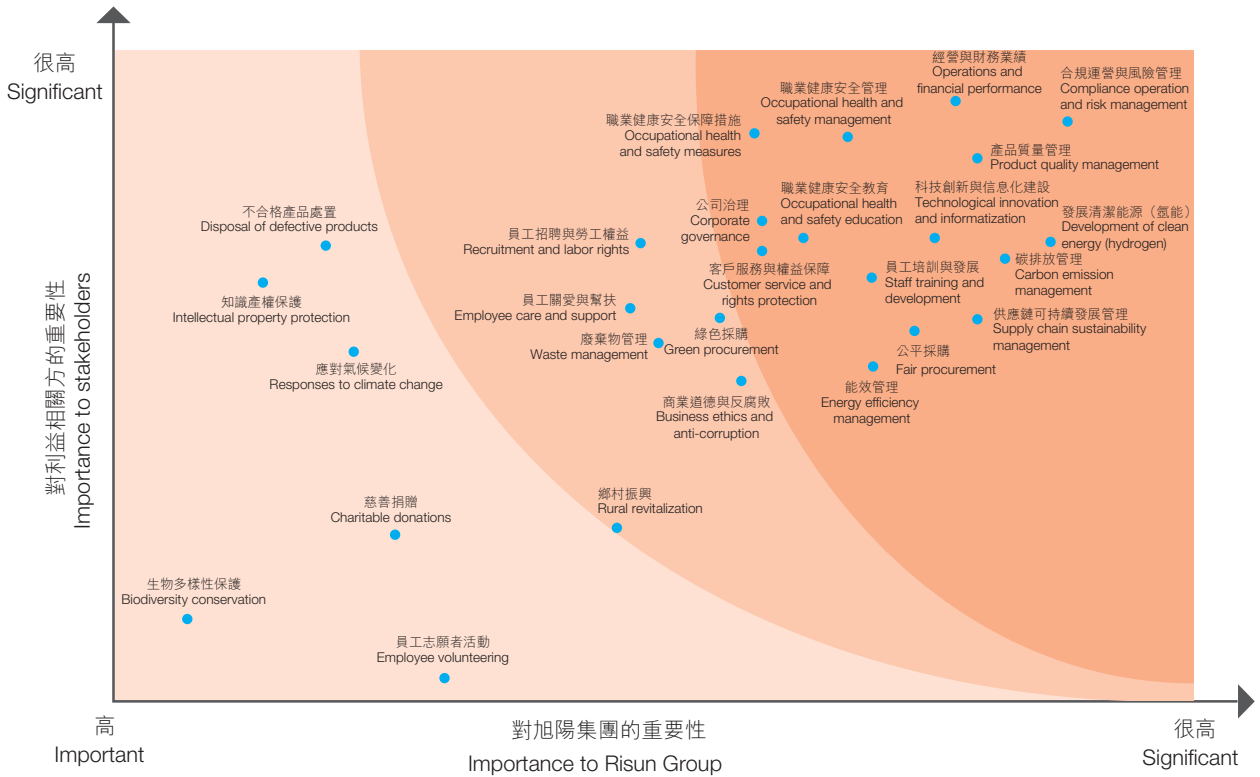 很高
Significant
對利益相關方的重要性
Importance to stakeholders
經營與財務業績
Operations and
financial performance
合規運營與風險管理
Compliance operation
and risk management
職業健康安全管理
Occupational health and
safety management
職業健康安全保障措施
Occupational health
and safety measures
產品質量管理
Product quality management
不合格產品處置
Disposal of defective products
員工招聘與勞工權益
Recruitment and labor rights
公司治理
Corporate
governance
職業健康安全教育
Occupational health
and safety education
科技創新與信息化建設
Technological innovation
and informatization
發展清潔能源（氫能）
Development of clean
energy (hydrogen)
知識產權保護
Intellectual property protection
員工關愛與幫扶
Employee care and support
客戶服務與權益保障
Customer service and
rights protection
員工培訓與發展
Staff training and
development
碳排放管理
Carbon emission
management
應對氣候變化
Responses to climate change
廢棄物管理
Waste management
綠色採購
Green procurement
供應鏈可持續發展管理
Supply chain sustainability
management
公平採購
Fair procurement
商業道德與反腐敗
Business ethics and
anti-corruption
能效管理
Energy efficiency
management
慈善捐贈
Charitable donations
鄉村振興
Rural revitalization
生物多樣性保護
Biodiversity conservation
員工志願者活動
Employee volunteering
高
Important
對旭陽集團的重要性
Importance to Risun Group
很高
Significant